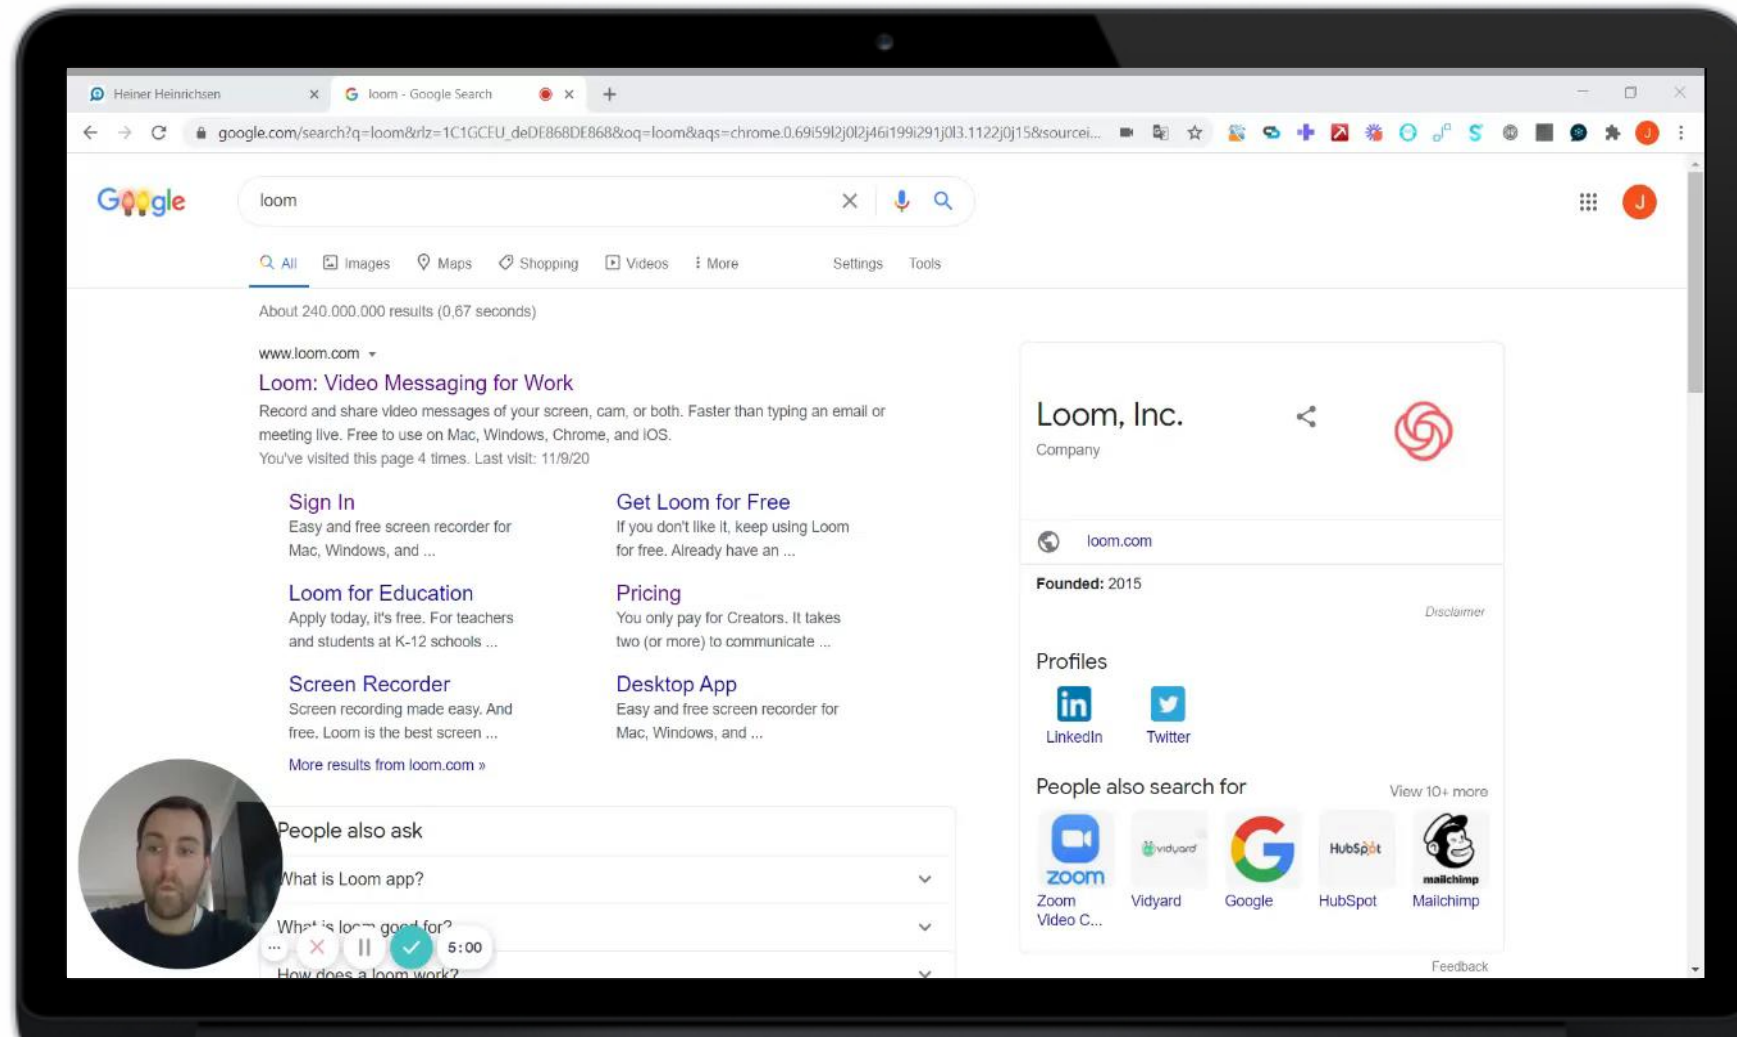 Heiner Heinrichsen
loom - Google Search
google.com/search?q=loom&rlz=1C1GCEU_deDE868DE868&oq=loom&aqs=chrome.0.69i59l2j0l2j46i199i291j0l3.1122j0j15&sourcei...
J
Google
loom
J
All Images Maps Shopping Videos More Settings Tools
About 240.000.000 results (0,67 seconds)
www.loom.com
Loom: Video Messaging for Work
Record and share video messages of your screen, cam, or both. Faster than typing an email or
meeting live. Free to use on Mac, Windows, Chrome, and iOS.
You've visited this page 4 times. Last visit: 11/9/20
Sign In
Easy and free screen recorder for
Mac, Windows, and ...
Get Loom for Free
If you don't like it, keep using Loom
for free. Already have an ...
Loom for Education
Apply today, it's free. For teachers
and students at K-12 schools ...
Pricing
You only pay for Creators. It takes
two (or more) to communicate ...
Screen Recorder
Screen recording made easy. And
free. Loom is the best screen ...
Desktop App
Easy and free screen recorder for
Mac, Windows, and ...
More results from loom.com »
People also ask
What is Loom app?
What is loom good for?
How does a loom work?
5:00
Loom, Inc.
Company
loom.com
Founded: 2015
Disclaimer
Profiles
LinkedIn Twitter
People also search for
View 10+ more
zoom
vidyard
HubSpot
mailchimp
Zoom
Video C...
Vidyard
Google
HubSpot
Mailchimp
Feedback